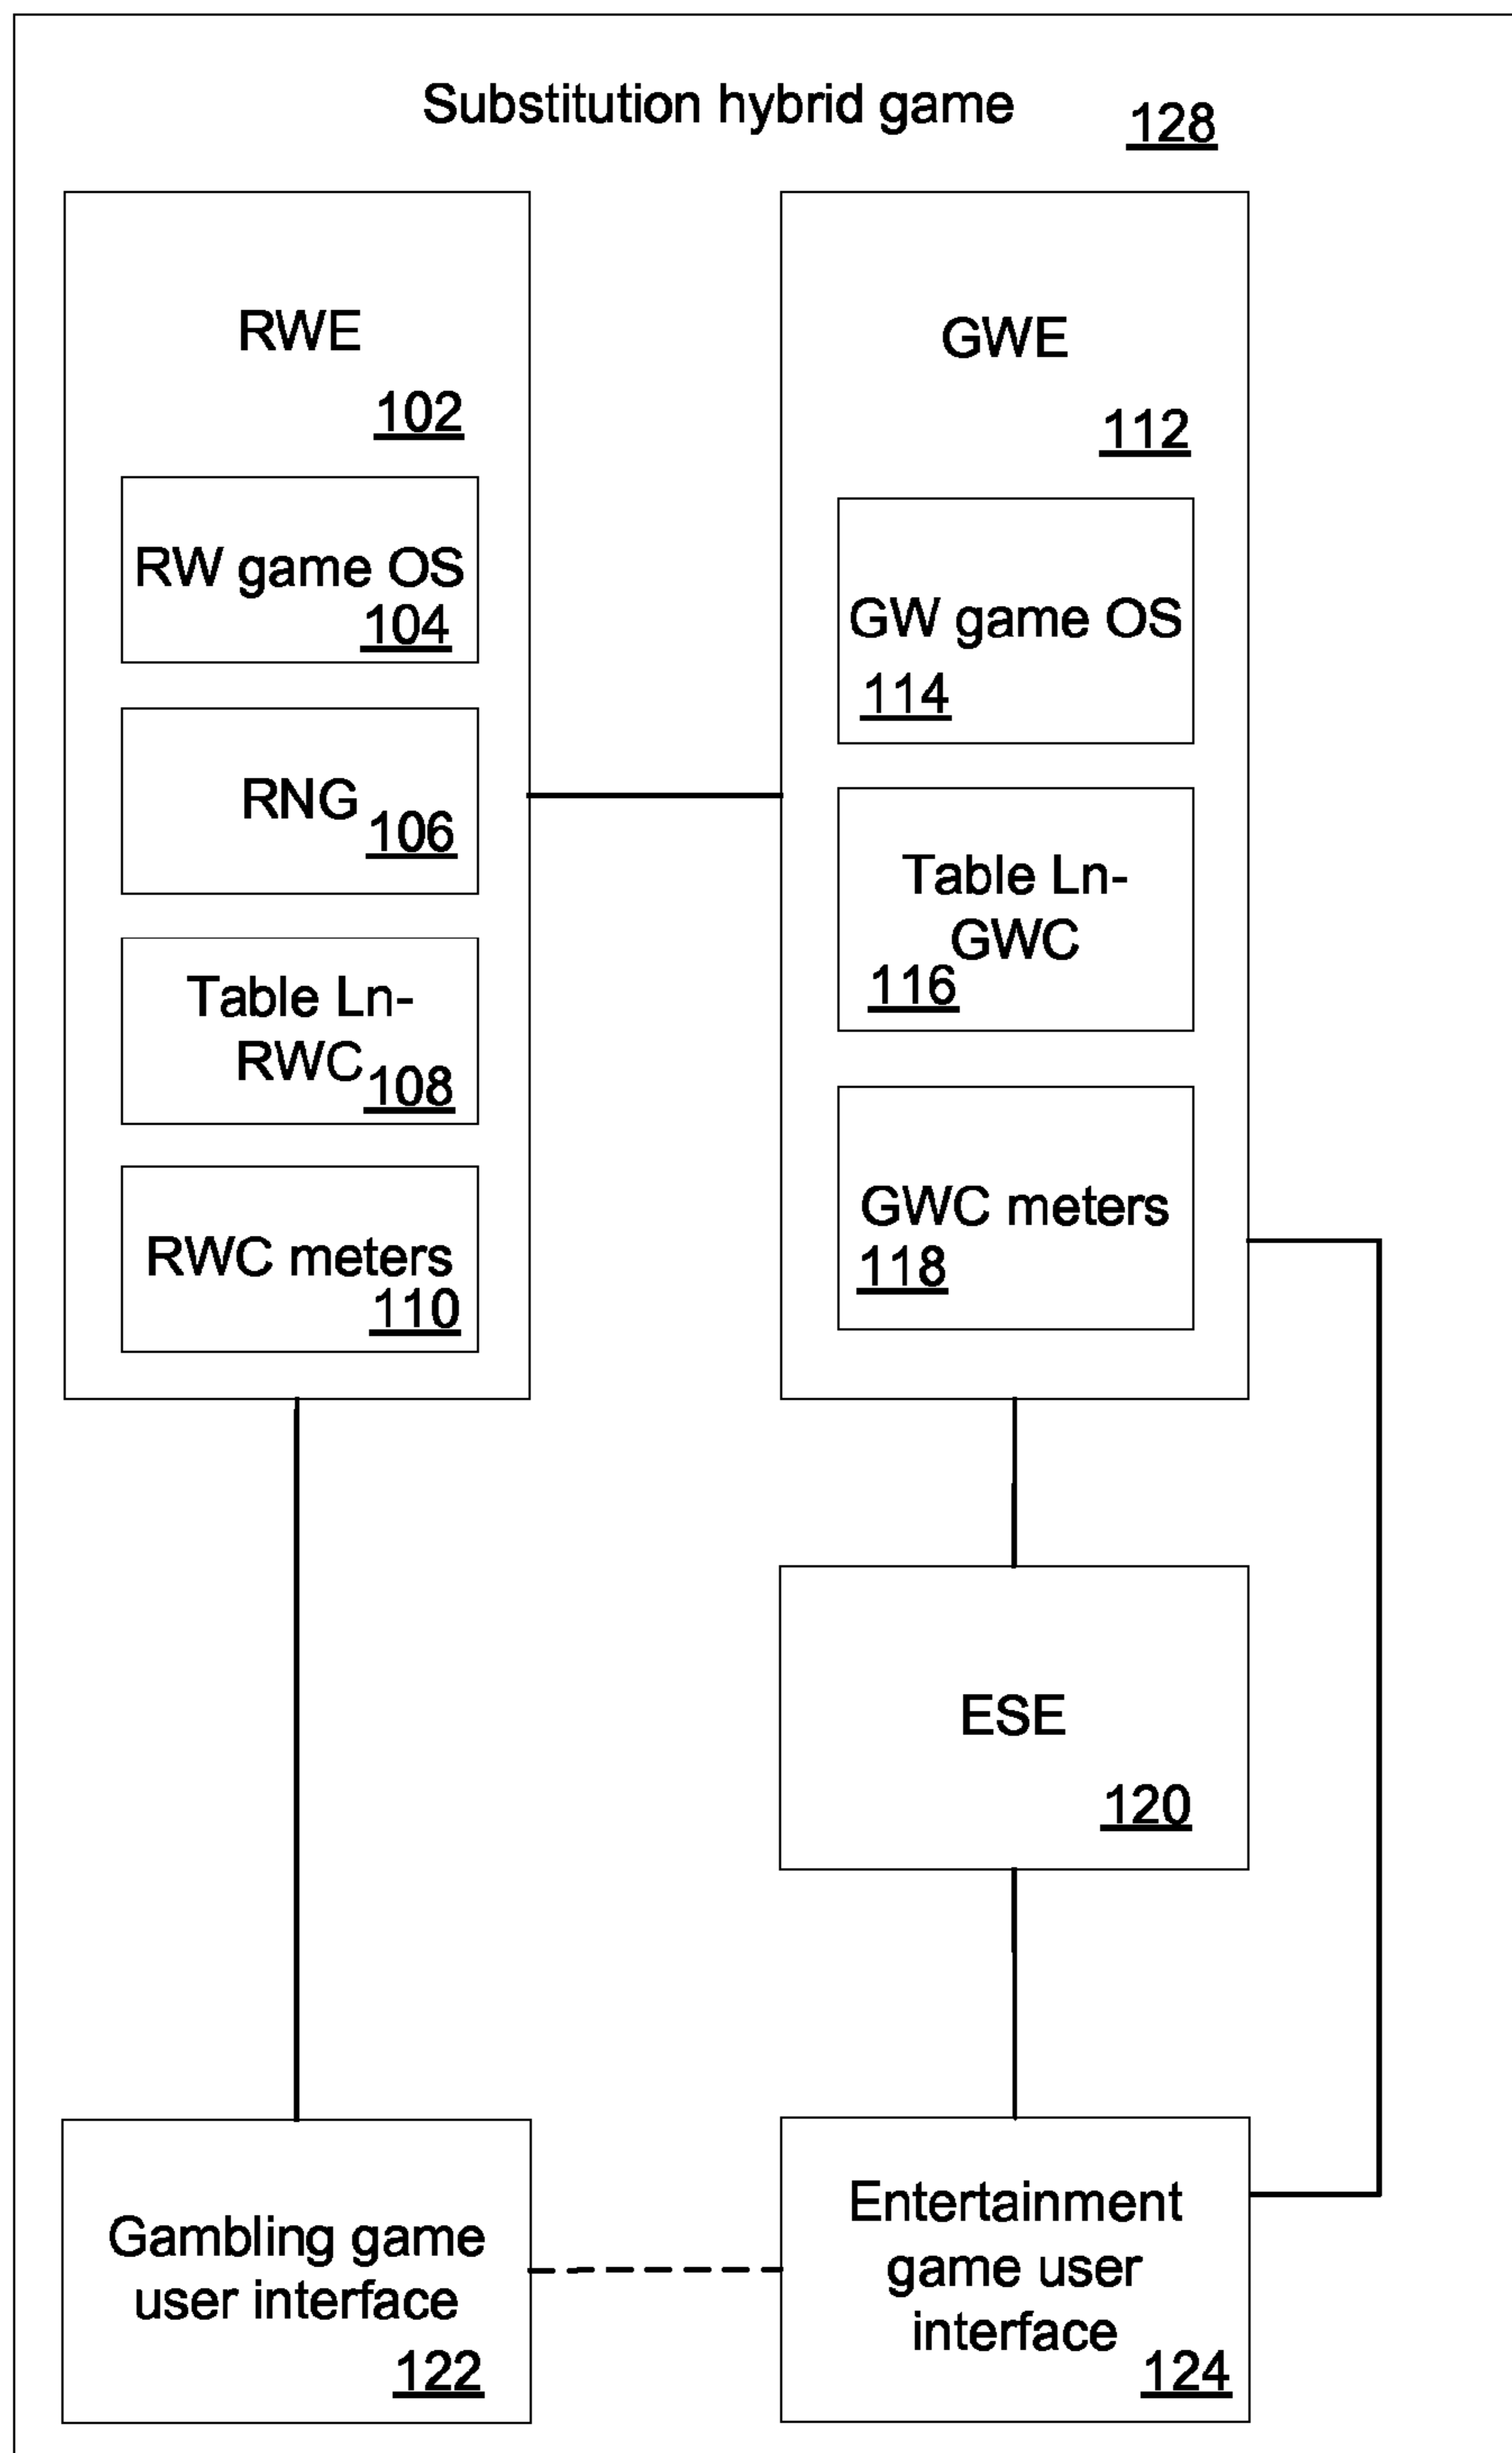 Substitution hybrid game
128
RWE
102
RW game OS
104
RNG
106
Table Ln-
RWC
108
RWC meters
110
GWE
112
GW game OS
114
Table Ln-
GWC
116
GWC meters
118
ESE
120
Gambling game
user interface
122
Entertainment
game user
interface
124